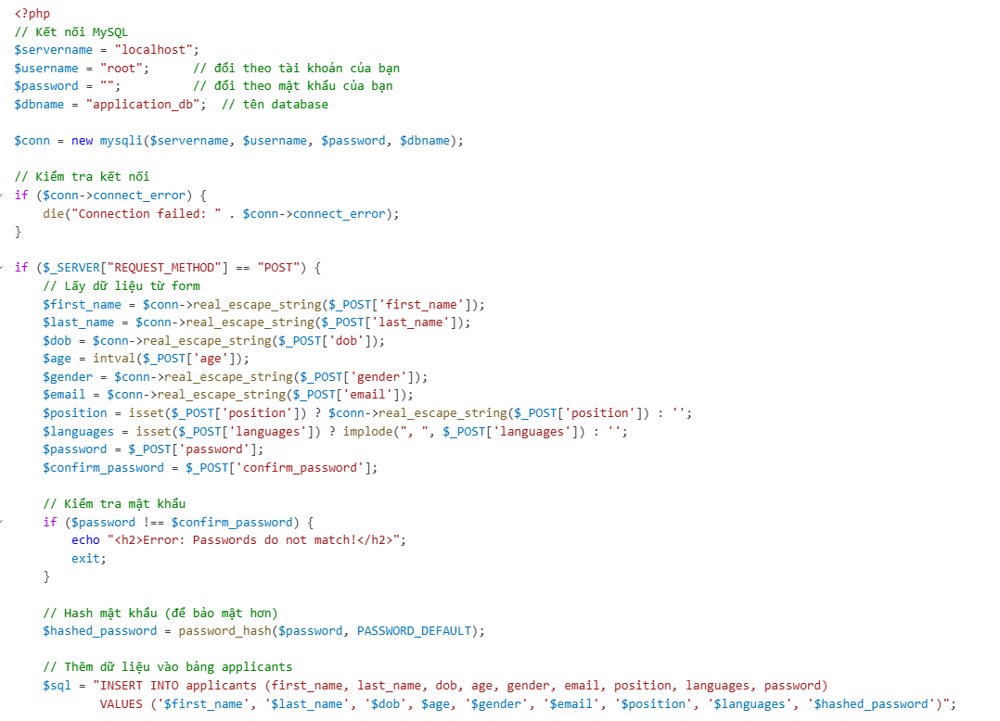 <?php
// Kết nối MySQL
$servername = "localhost";
$username = "root";      // đổi theo tài khoản của bạn
$password = "";          // đổi theo mật khẩu của bạn
$dbname = "application_db";  // tên database

$conn = new mysqli($servername, $username, $password, $dbname);

// Kiểm tra kết nối
if ($conn->connect_error) {
    die("Connection failed: " . $conn->connect_error);
}

if ($_SERVER["REQUEST_METHOD"] == "POST") {
    // Lấy dữ liệu từ form
    $first_name = $conn->real_escape_string($_POST['first_name']);
    $last_name = $conn->real_escape_string($_POST['last_name']);
    $dob = $conn->real_escape_string($_POST['dob']);
    $age = intval($_POST['age']);
    $gender = $conn->real_escape_string($_POST['gender']);
    $email = $conn->real_escape_string($_POST['email']);
    $position = isset($_POST['position']) ? $conn->real_escape_string($_POST['position']) : '';
    $languages = isset($_POST['languages']) ? implode(", ", $_POST['languages']) : '';
    $password = $_POST['password'];
    $confirm_password = $_POST['confirm_password'];

    // Kiểm tra mật khẩu
    if ($password !== $confirm_password) {
        echo "<h2>Error: Passwords do not match!</h2>";
        exit;
    }

    // Hash mật khẩu (để bảo mật hơn)
    $hashed_password = password_hash($password, PASSWORD_DEFAULT);

    // Thêm dữ liệu vào bảng applicants
    $sql = "INSERT INTO applicants (first_name, last_name, dob, age, gender, email, position, languages, password)
            VALUES ('$first_name', '$last_name', '$dob', $age, '$gender', '$email', '$position', '$languages', '$hashed_password')";